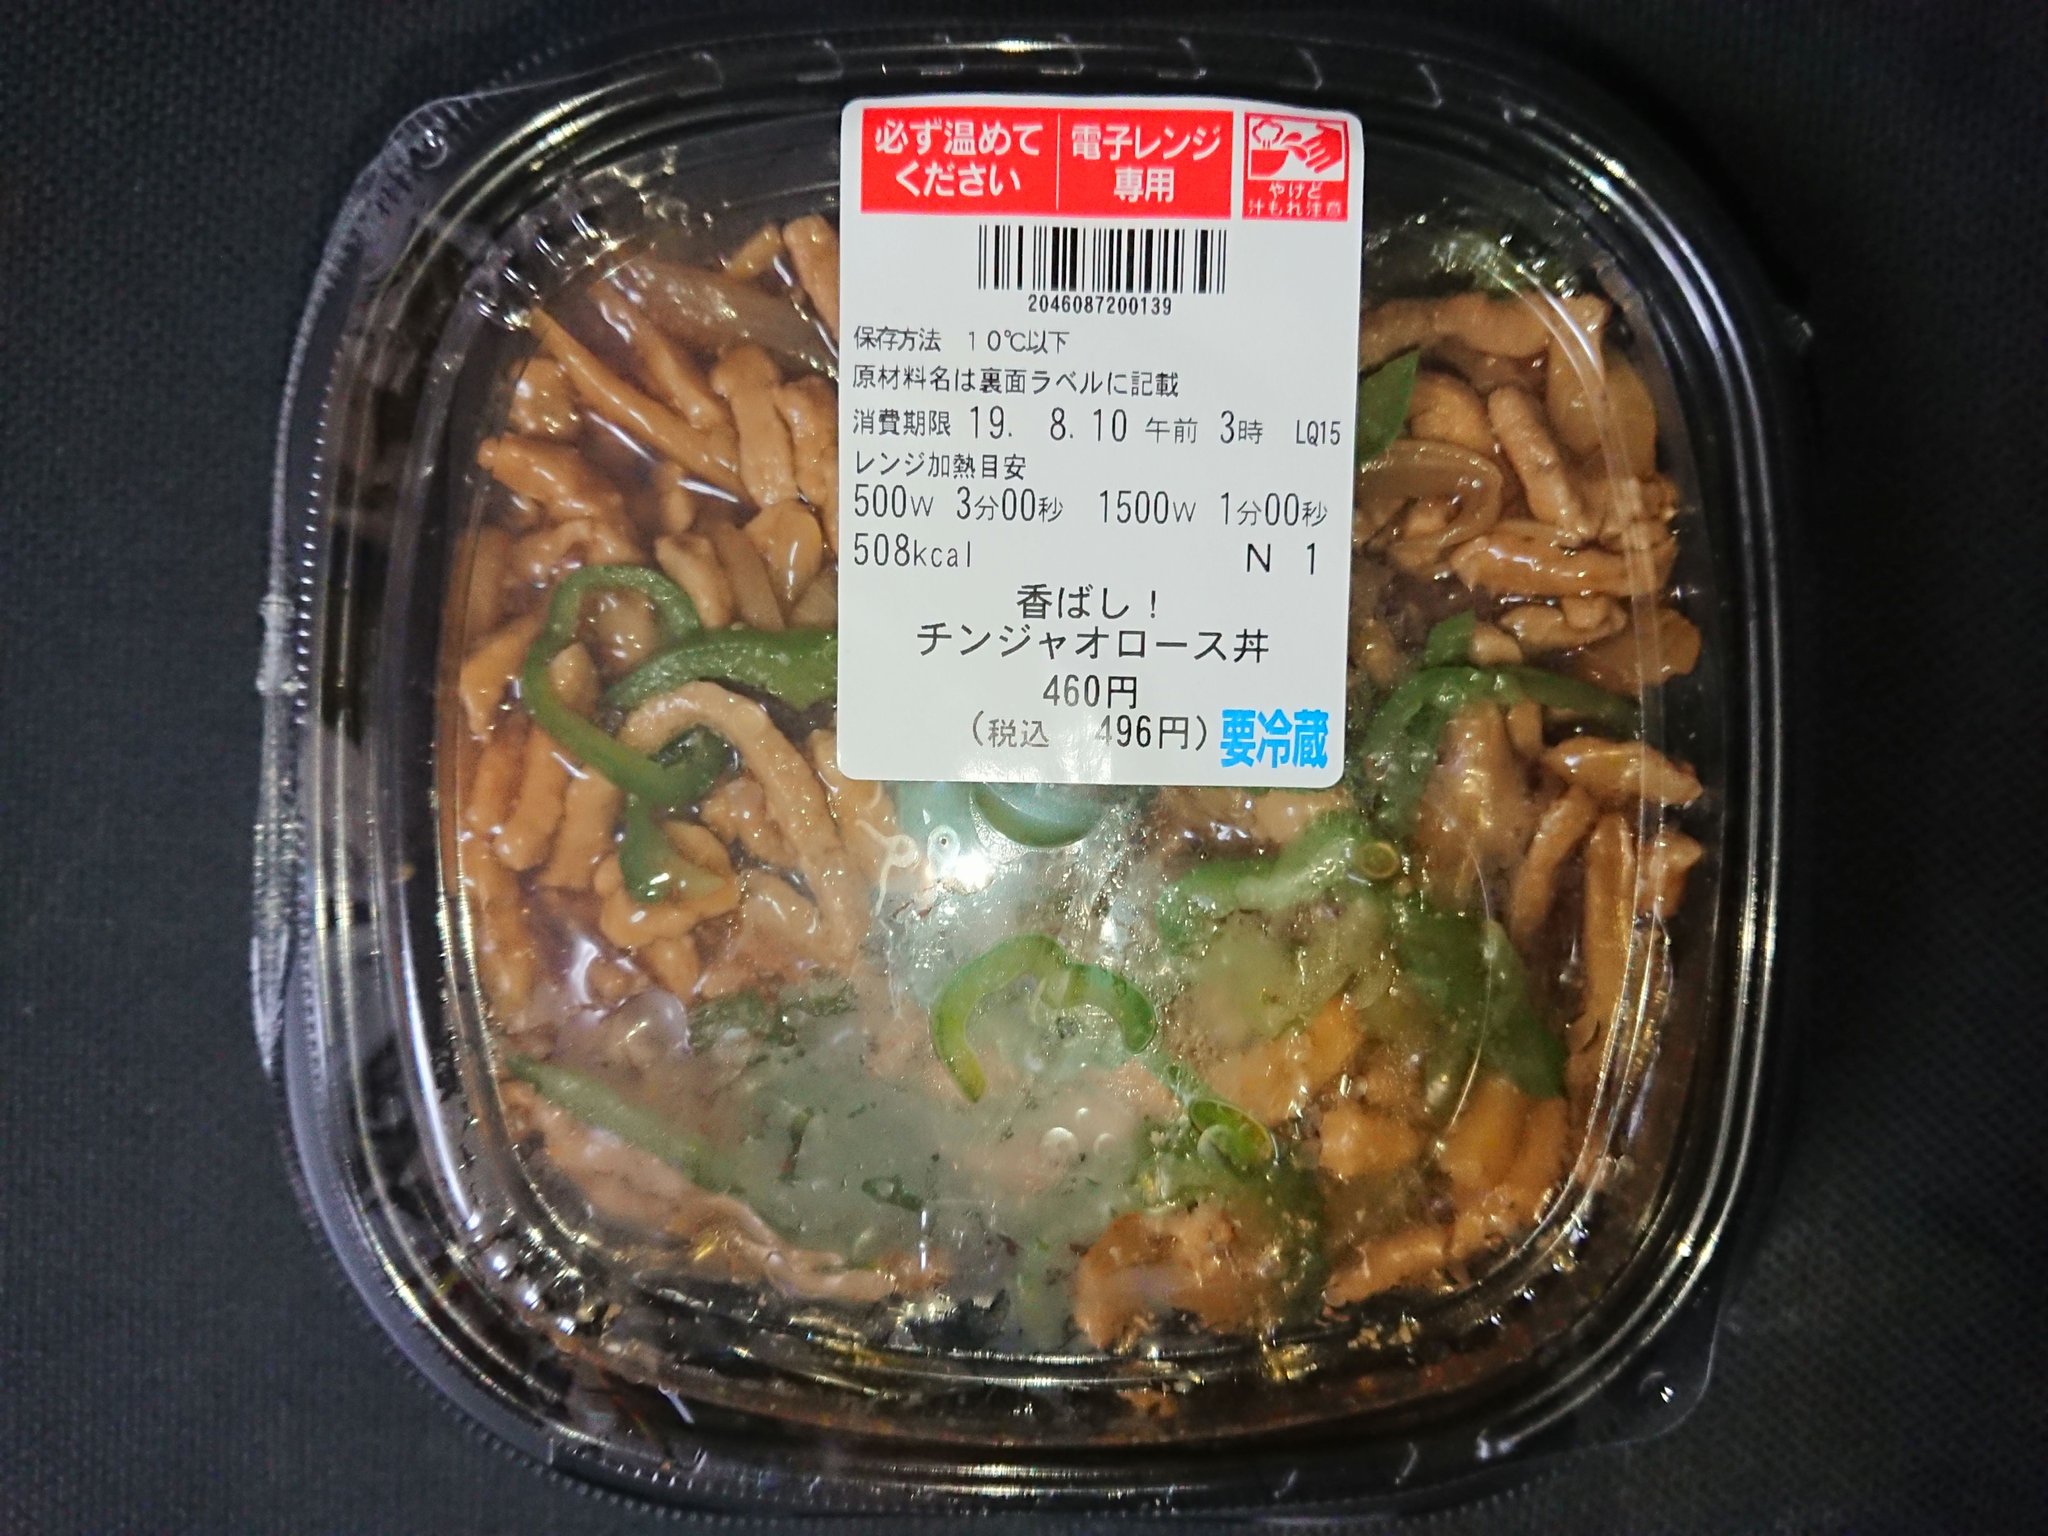 必ず温めて
ください
電子レンジ
専用
やけど
汁もれ注意
2046087200139
保存方法 10℃以下
原材料名は裏面ラベルに記載
消費期限 19. 8.10 午前 3時 LQ15
レンジ加熱目安
500W 3分00秒 1500W 1分00秒
508kcal N 1
香ばし！
チンジャオロース丼
460円
(税込 496円) 要冷蔵